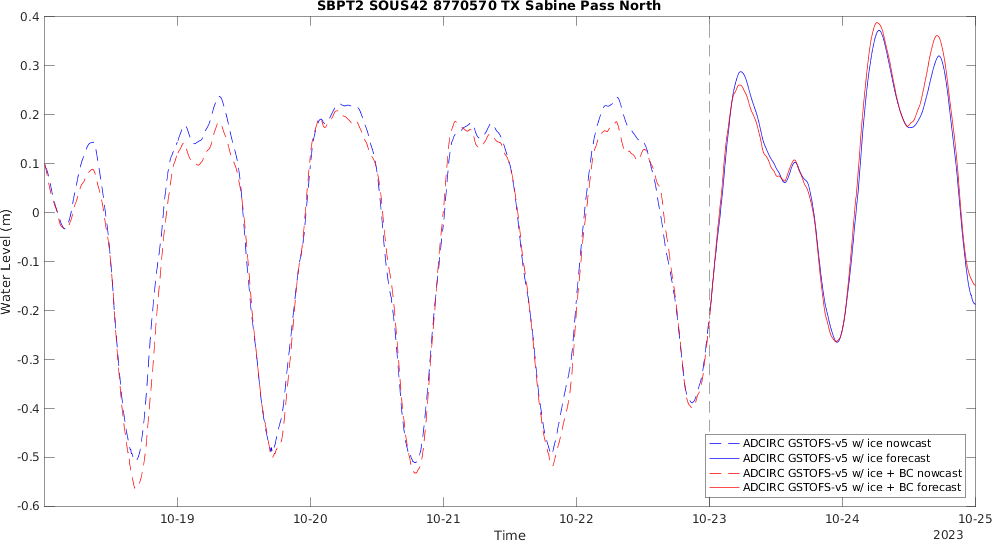 SBPT2 SOUS42 8770570 TX Sabine Pass North
0.4
0.3
0.2
0.1
0
-0.1
-0.2
-0.3
-0.4
-0.5
-0.6
Water Level (m)
ADCIRC GSTOFS-v5 w/ ice nowcast
ADCIRC GSTOFS-v5 w/ ice forecast
ADCIRC GSTOFS-v5 w/ ice + BC nowcast
ADCIRC GSTOFS-v5 w/ ice + BC forecast
10-19 10-20 10-21 10-22 10-23 10-24 10-25
Time
2023